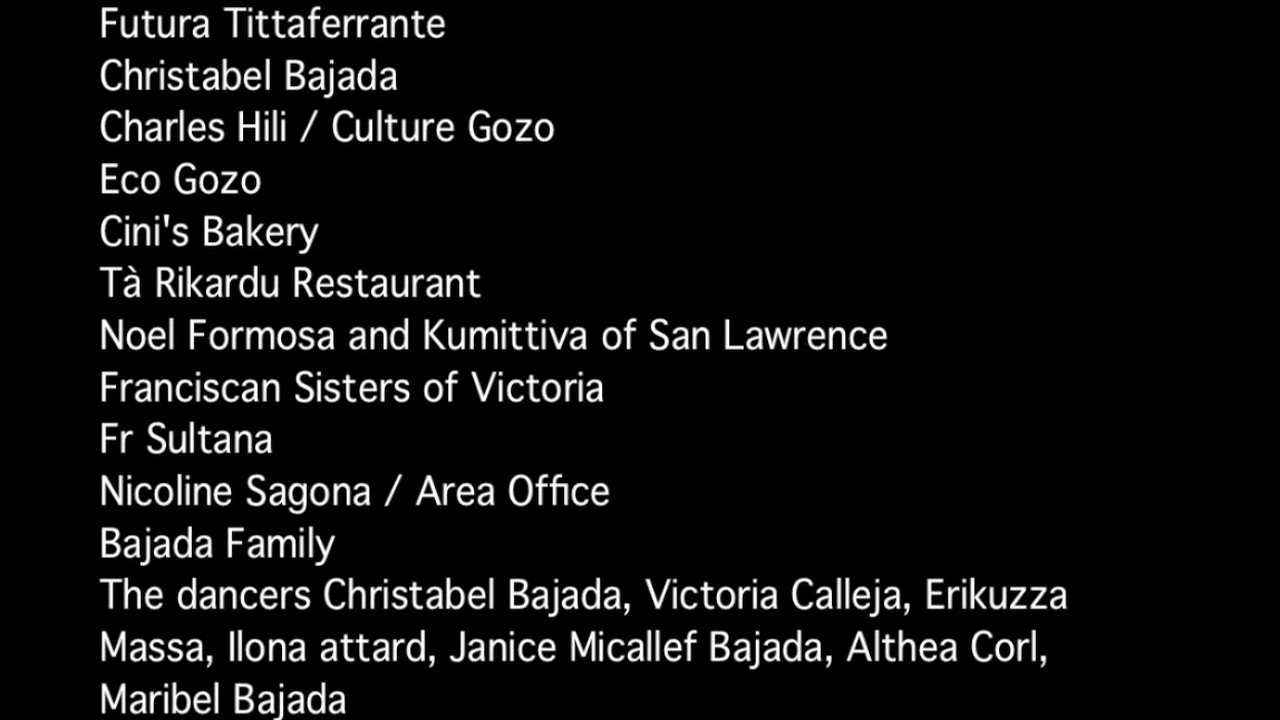 Futura Tittaferrante
Christabel Bajada
Charles Hili / Culture Gozo
Eco Gozo
Cini's Bakery
Tà Rikardu Restaurant
Noel Formosa and Kumittiva of San Lawrence
Franciscan Sisters of Victoria
Fr Sultana
Nicoline Sagona / Area Office
Bajada Family
The dancers Christabel Bajada, Victoria Calleja, Erikuzza
Massa, Ilona attard, Janice Micallef Bajada, Althea Corl,
Maribel Bajada